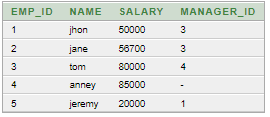 EMP_ID NAME SALARY MANAGER_ID
1 jhon 50000 3
2 jane 56700 3
3 tom 80000 4
4 anney 85000 -
5 jeremy 20000 1